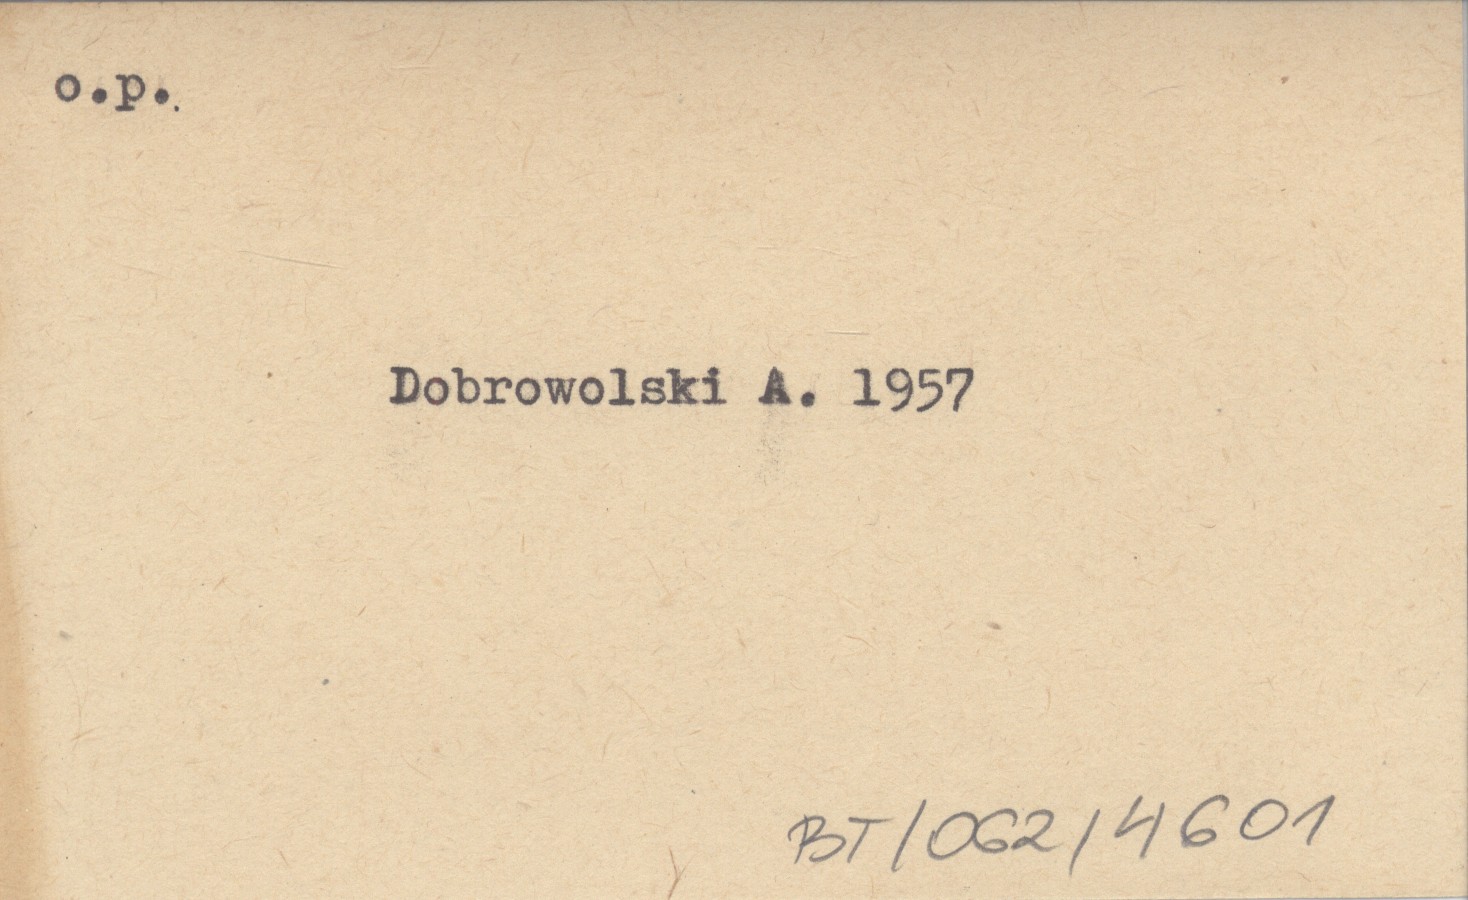 o.p.
Dobrowolski A. 1957
BT/062/4601